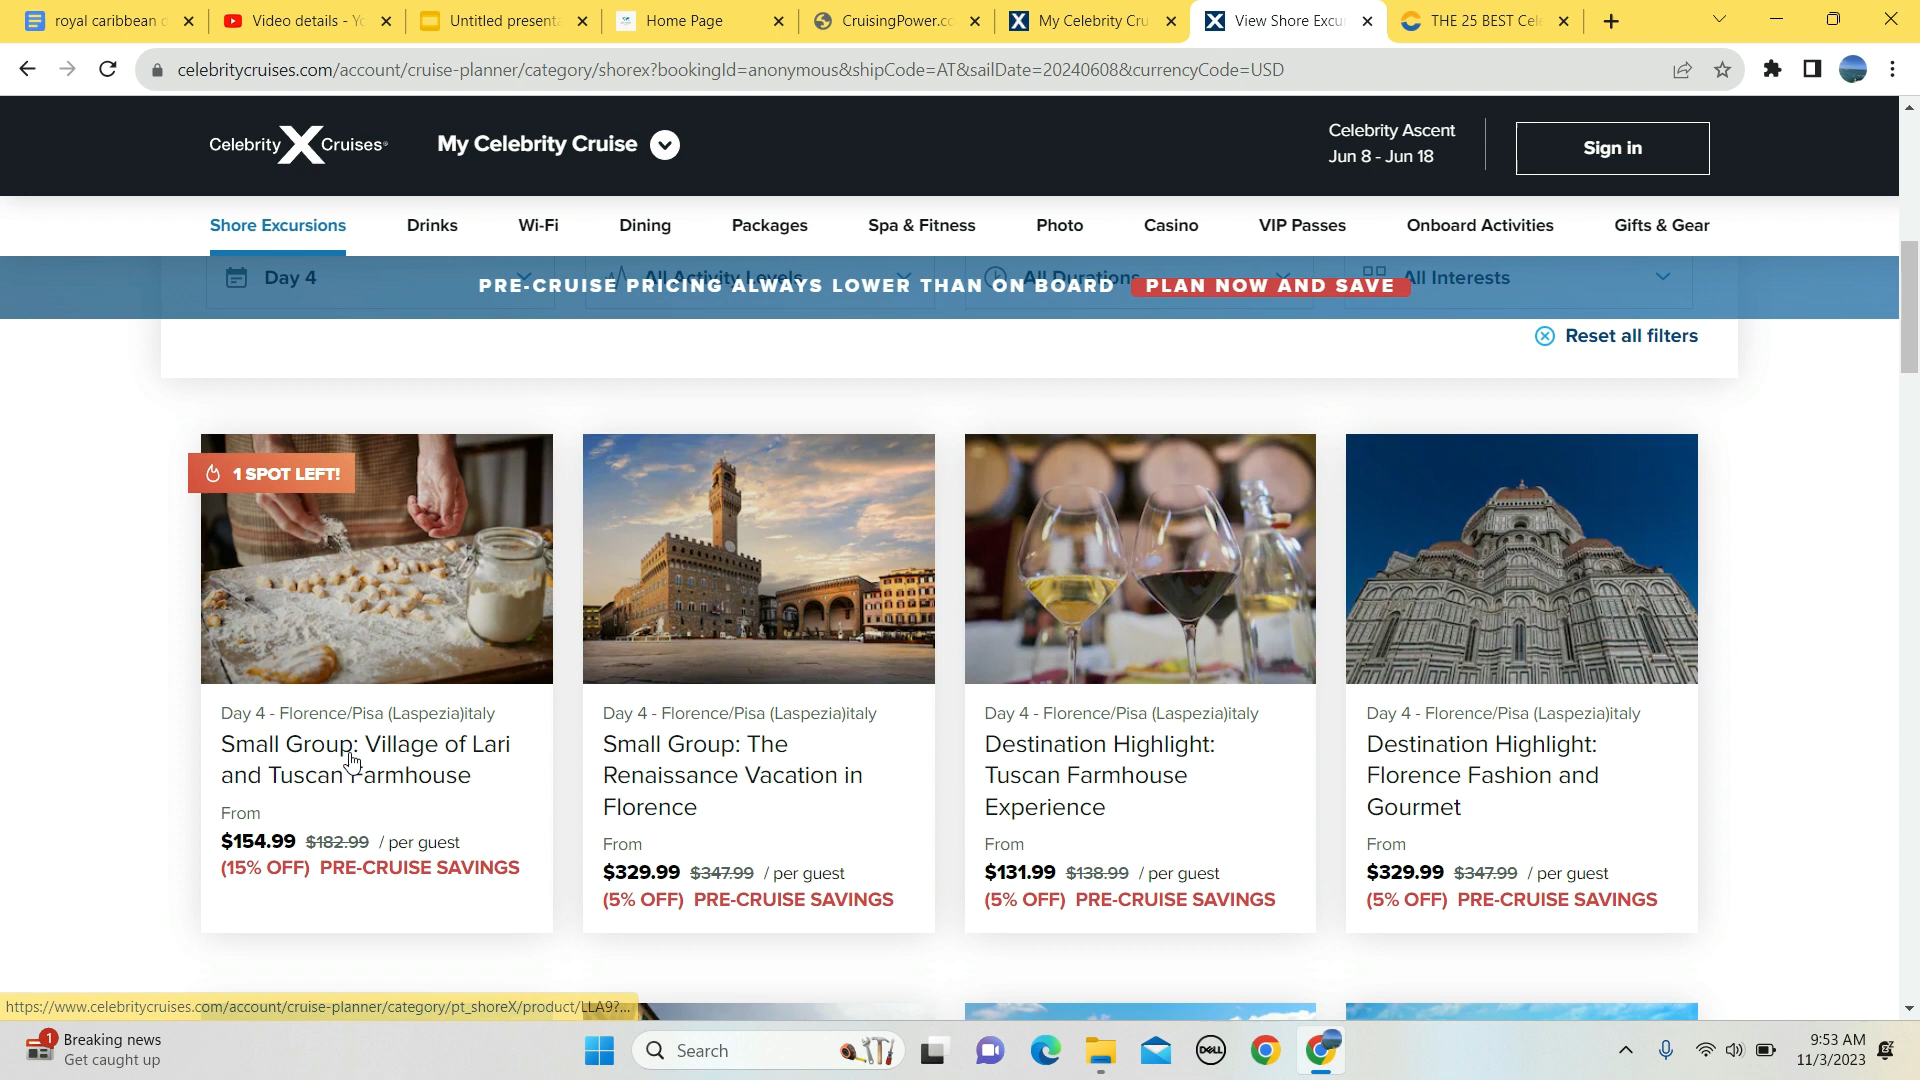 royal caribbean
Video details - Y
Untitled present
Home Page
CruisingPower.c
My Celebrity Cru
View Shore Excur
THE 25 BEST Cel
celebritycruises.com/account/cruise-planner/category/shorex?bookingId=anonymous&shipCode=AT&sailDate=20240608&currencyCode=USD
Celebrity X Cruises®
My Celebrity Cruise
Celebrity Ascent
Jun 8 - Jun 18
Sign in
Shore Excursions
Drinks
Wi-Fi
Dining
Packages
Spa & Fitness
Photo
Casino
VIP Passes
Onboard Activities
Gifts & Gear
Day 4
All Activity Levels
All Durations
All Interests
PRE-CRUISE PRICING ALWAYS LOWER THAN ON BOARD PLAN NOW AND SAVE
Reset all filters
1 SPOT LEFT!
Day 4 - Florence/Pisa (Laspezia)italy
Small Group: Village of Lari
and Tuscan Farmhouse
From
$154.99 $182.99 / per guest
(15% OFF) PRE-CRUISE SAVINGS
Day 4 - Florence/Pisa (Laspezia)italy
Small Group: The
Renaissance Vacation in
Florence
From
$329.99 $347.99 / per guest
(5% OFF) PRE-CRUISE SAVINGS
Day 4 - Florence/Pisa (Laspezia)italy
Destination Highlight:
Tuscan Farmhouse
Experience
From
$131.99 $138.99 / per guest
(5% OFF) PRE-CRUISE SAVINGS
Day 4 - Florence/Pisa (Laspezia)italy
Destination Highlight:
Florence Fashion and
Gourmet
From
$329.99 $347.99 / per guest
(5% OFF) PRE-CRUISE SAVINGS
https://www.celebritycruises.com/account/cruise-planner/category/pt_shoreX/product/LLA9?...
1
Breaking news
Get caught up
Search
DELL
9:53 AM
11/3/2023